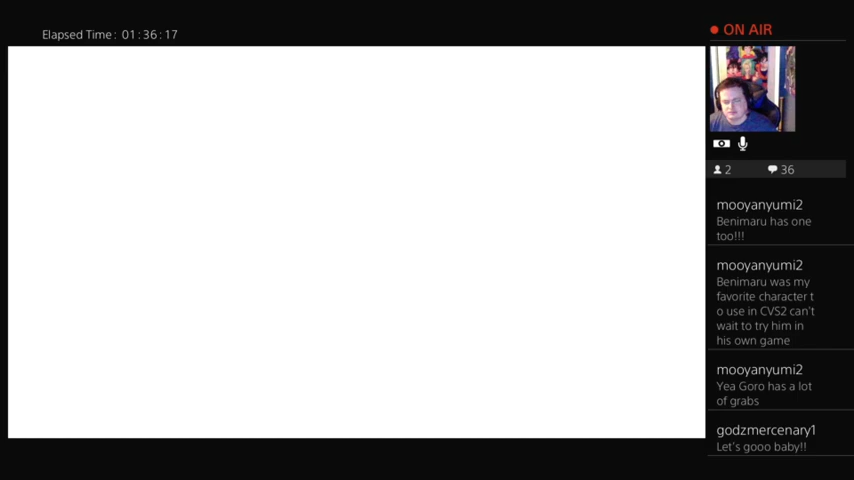 Elapsed Time: 01:36:17
ON AIR
2 36
mooyanyumi2
Benimaru has one
too!!!
mooyanyumi2
Benimaru was my
favorite character t
o use in CVS2 can't
wait to try him in
his own game
mooyanyumi2
Yea Goro has a lot
of grabs
godzmercenary1
Let's gooo baby!!